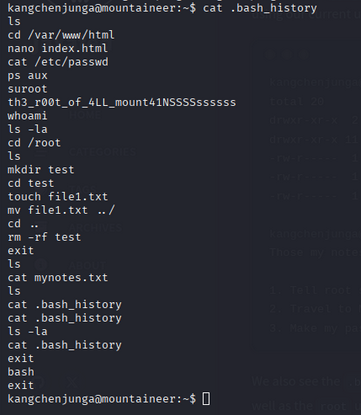 kangchenjunga@mountaineer:~$ cat .bash_history
ls
cd /var/www/html
nano index.html
cat /etc/passwd
ps aux
suroot
th3_r00t_of_4LL_mount41NSSSSssssss
whoami
ls -la
cd /root
ls
mkdir test
cd test
touch file1.txt
mv file1.txt ../
cd ..
rm -rf test
exit
ls
cat mynotes.txt
ls
cat .bash_history
cat .bash_history
ls -la
cat .bash_history
exit
bash
exit
kangchenjunga@mountaineer:~$